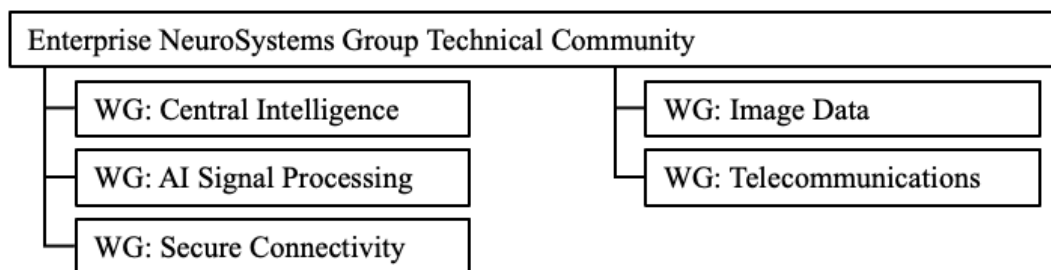 Enterprise NeuroSystems Group Technical Community
WG: Central Intelligence
WG: AI Signal Processing
WG: Secure Connectivity
WG: Image Data
WG: Telecommunications